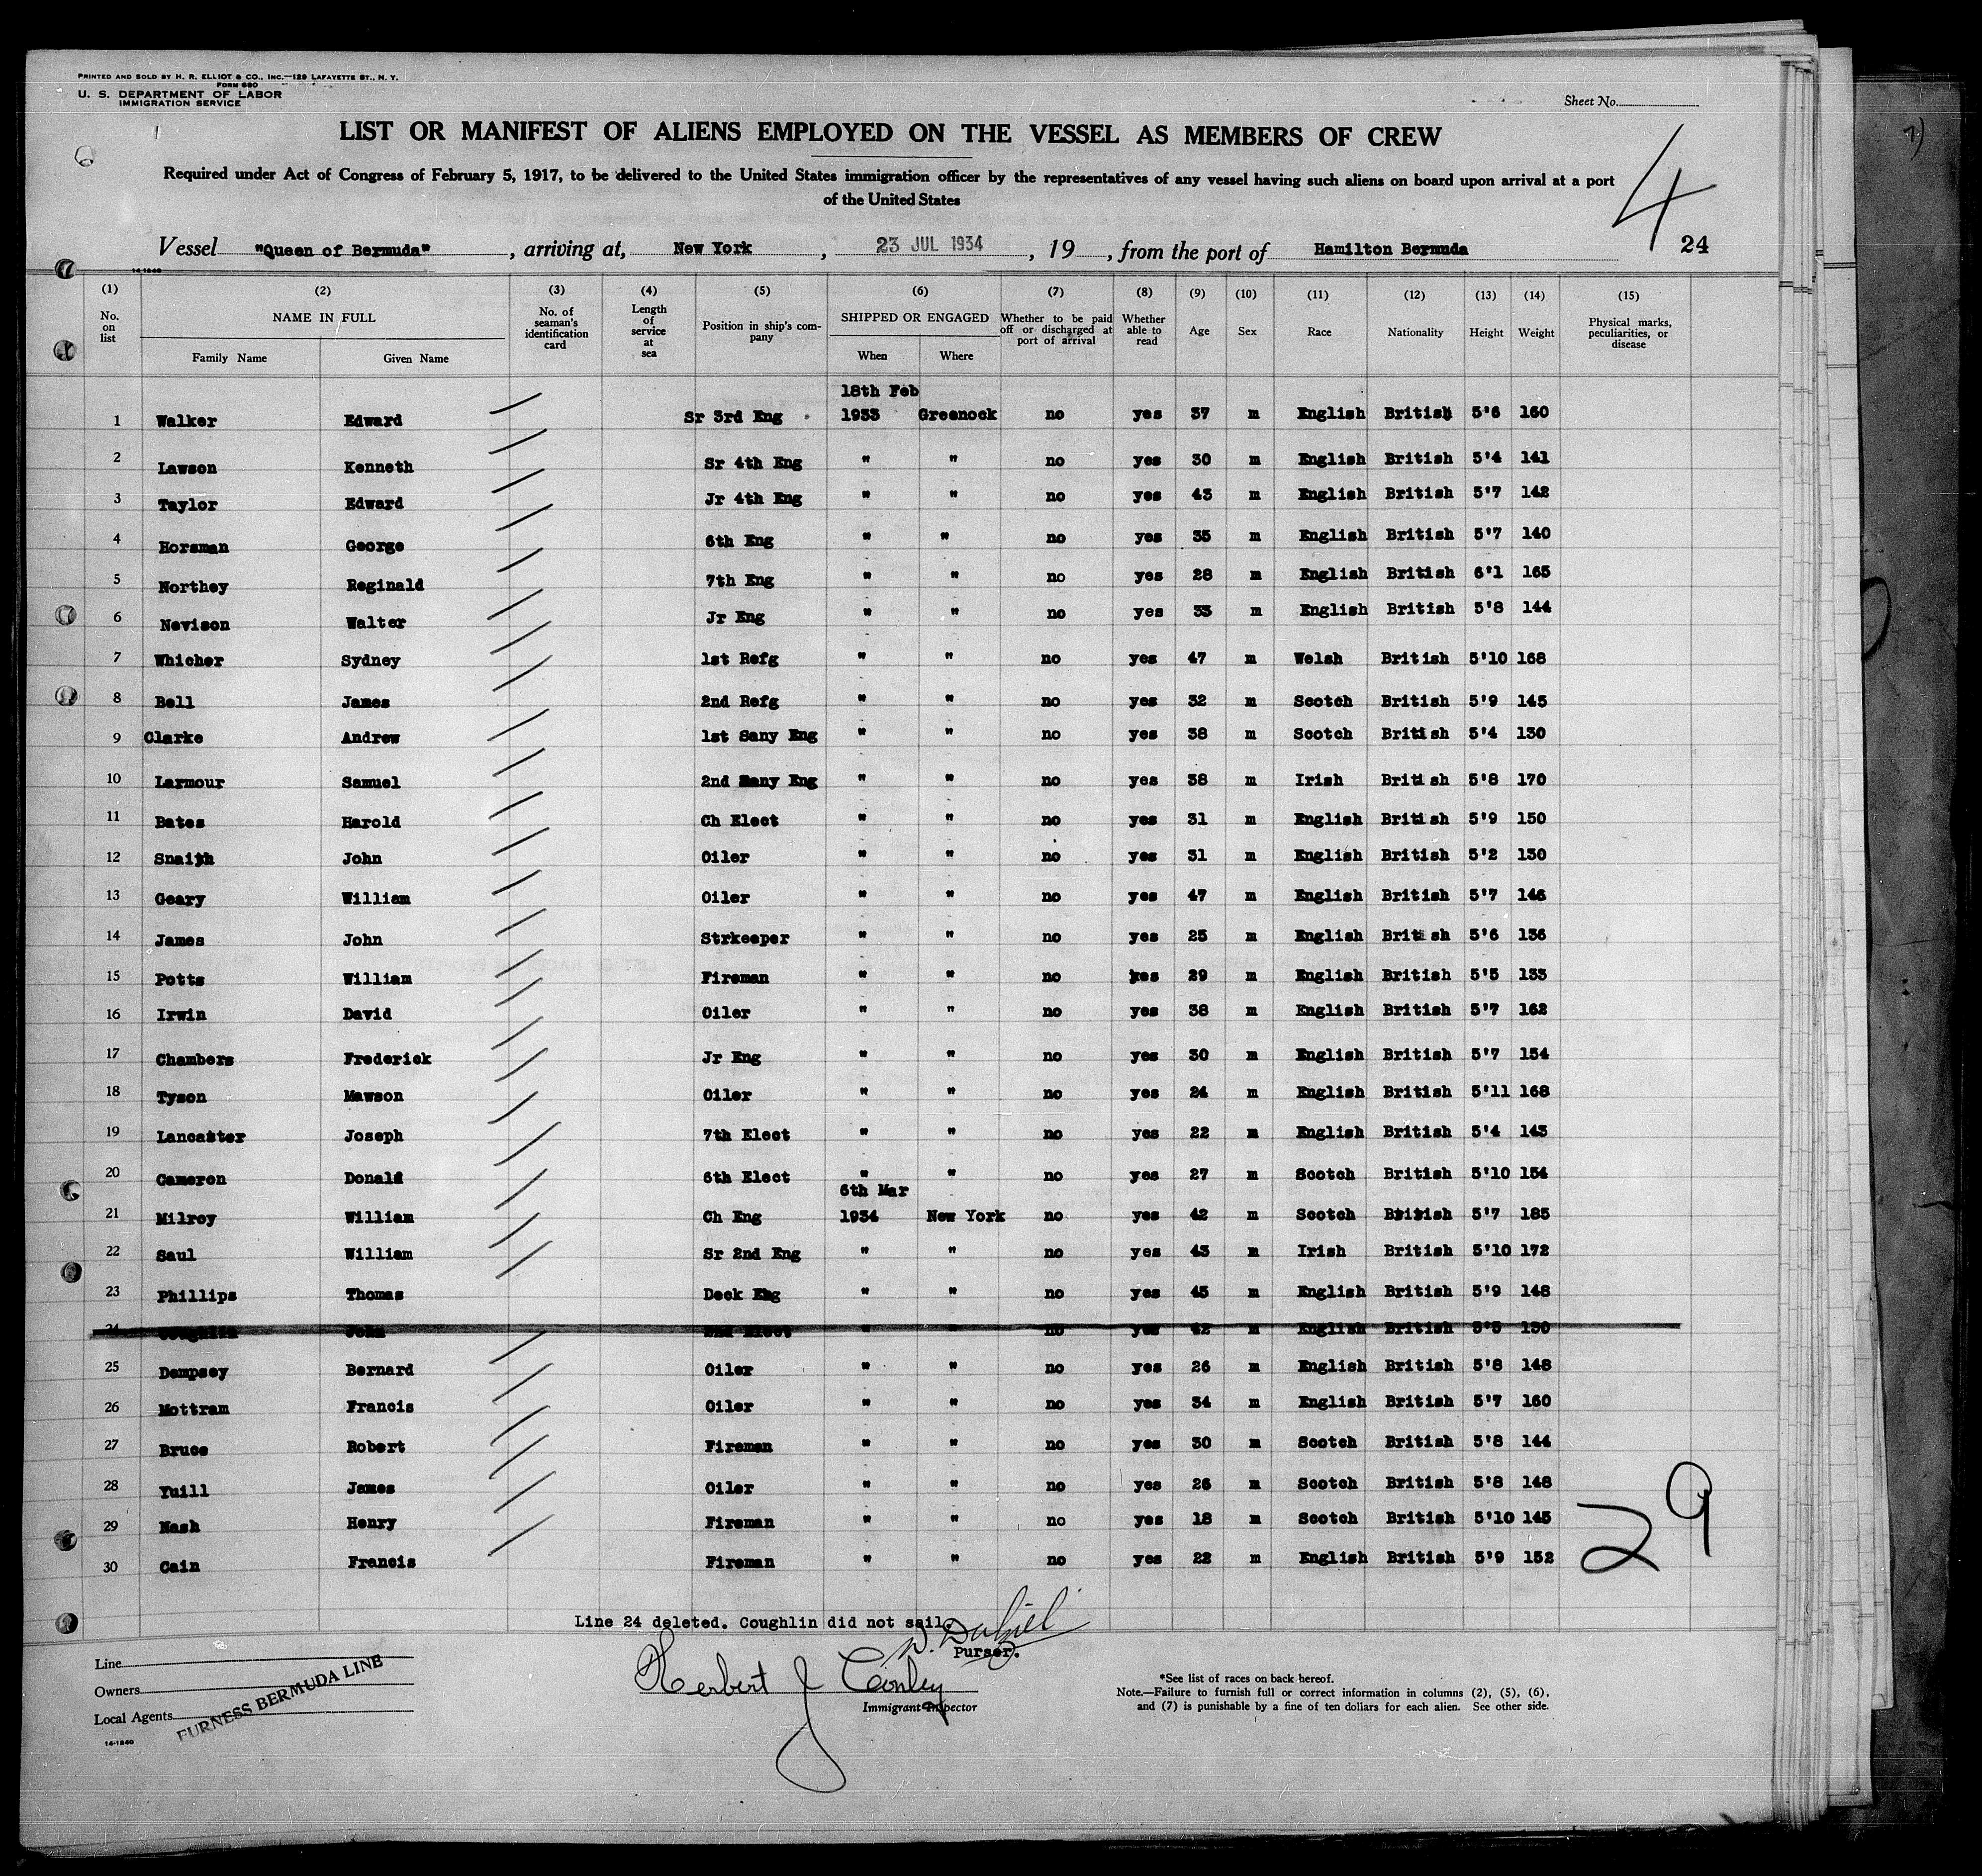 PRINTED AND SOLD BY H. R. ELLIOT & CO., INC.—129 LAFAYETTE ST., N. Y.
FORM 680
U. S. DEPARTMENT OF LABOR
IMMIGRATION SERVICE
Sheet No.
LIST OR MANIFEST OF ALIENS EMPLOYED ON THE VESSEL AS MEMBERS OF CREW
Required under Act of Congress of February 5, 1917, to be delivered to the United States immigration officer by the representatives of any vessel having such aliens on board upon arrival at a port
of the United States
4
Vessel "Queen of Bermuda", arriving at, New York, 23 JUL 1934, 19, from the port of Hamilton Bermuda 24
14-1240
(1) (2) (3) (4) (5) (6) (7) (8) (9) (10) (11) (12) (13) (14) (15)
No. on list NAME IN FULL Family Name Given Name No. of seaman's identification card Length of service at sea Position in ship's company SHIPPED OR ENGAGED When Where Whether to be paid off or discharged at port of arrival Whether able to read Age Sex Race Nationality Height Weight Physical marks, peculiarities, or disease
18th Feb
1 Walker Edward Sr 3rd Eng 1933 Greenock no yes 37 m English British 5'6 160
2 Lawson Kenneth Sr 4th Eng " " no yes 30 m English British 5'4 141
3 Taylor Edward Jr 4th Eng " " no yes 43 m English British 5'7 142
4 Horsman George 6th Eng " " no yes 35 m English British 5'7 140
5 Northey Reginald 7th Eng " " no yes 28 m English British 6'1 165
6 Nevison Walter Jr Eng " " no yes 33 m English British 5'8 144
7 Whicher Sydney 1st Refg " " no yes 47 m Welsh British 5'10 168
8 Bell James 2nd Refg " " no yes 32 m Scotch British 5'9 145
9 Clarke Andrew 1st Sany Eng " " no yes 38 m Scotch British 5'4 130
10 Larmour Samuel 2nd Sany Eng " " no yes 38 m Irish British 5'8 170
11 Bates Harold Ch Elect " " no yes 31 m English British 5'9 150
12 Snaith John Oiler " " no yes 31 m English British 5'2 130
13 Geary William Oiler " " no yes 47 m English British 5'7 146
14 James John Strkeeper " " no yes 25 m English British 5'6 136
15 Potts William Fireman " " no yes 29 m English British 5'5 133
16 Irwin David Oiler " " no yes 38 m English British 5'7 162
17 Chambers Frederick Jr Eng " " no yes 30 m English British 5'7 154
18 Tyson Mawson Oiler " " no yes 24 m English British 5'11 168
19 Lancaster Joseph 7th Elect " " no yes 22 m English British 5'4 143
20 Cameron Donald 6th Elect " " no yes 27 m Scotch British 5'10 154
6th Mar
21 Milroy William Ch Eng 1934 New York no yes 42 m Scotch British 5'7 185
22 Saul William Sr 2nd Eng " " no yes 43 m Irish British 5'10 172
23 Phillips Thomas Deck Eng " " no yes 45 m English British 5'9 148
24 Coughlin John 2nd Elect " " no yes 42 m English British 5'5 130
25 Dempsey Bernard Oiler " " no yes 26 m English British 5'8 148
26 Mottram Francis Oiler " " no yes 34 m English British 5'7 160
27 Bruce Robert Fireman " " no yes 30 m Scotch British 5'8 144
28 Yuill James Oiler " " no yes 26 m Scotch British 5'8 148
29 Nash Henry Fireman " " no yes 18 m Scotch British 5'10 145
30 Cain Francis Fireman " " no yes 22 m English British 5'9 152
29
Line 24 deleted. Coughlin did not sail.
Purser.
Herbert J Conley
Immigrant Inspector
Line
Owners
Local Agents
FURNESS BERMUDA LINE
14-1240
*See list of races on back hereof.
Note.—Failure to furnish full or correct information in columns (2), (5), (6),
and (7) is punishable by a fine of ten dollars for each alien. See other side.